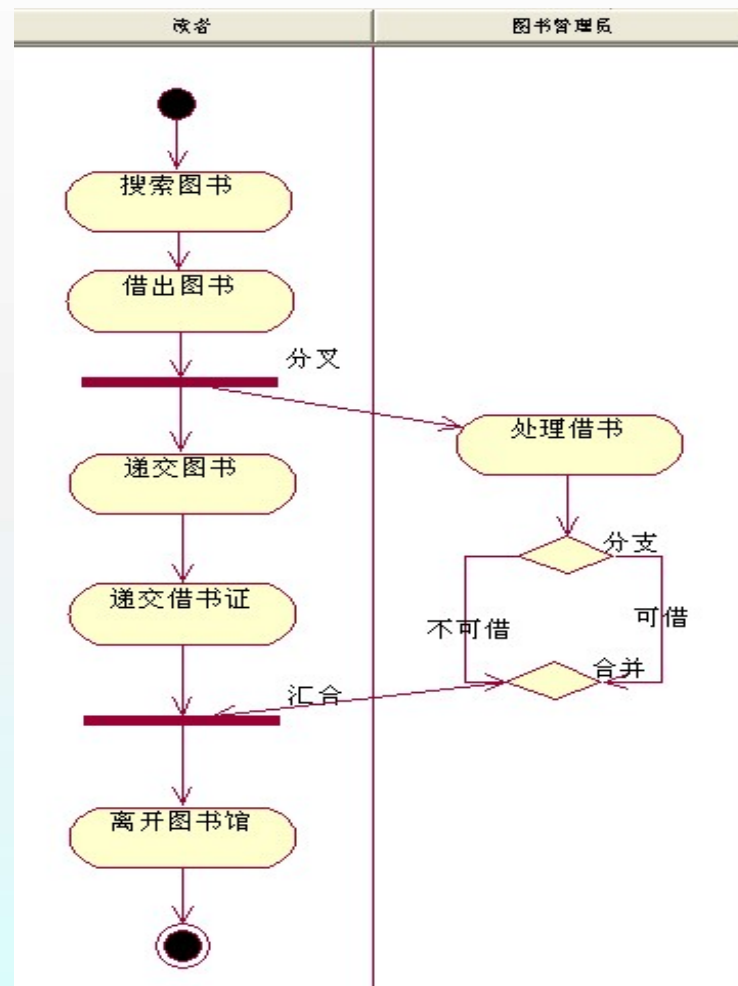 读者
图书管理员
搜索图书
借出图书
分叉
处理借书
递交图书
分支
递交借书证
不可借
可借
合并
汇合
离开图书馆